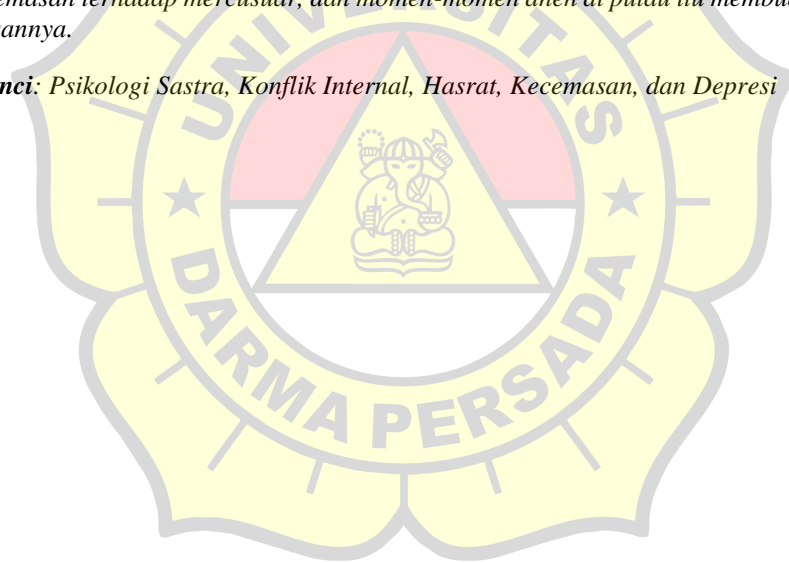 emasan terhadap mercusuar, dan momen-momen aneh di pulau itu membu
annya.
nci: Psikologi Sastra, Konflik Internal, Hasrat, Kecemasan, dan Depresi
UNIVERSITAS
DARMA PERSADA